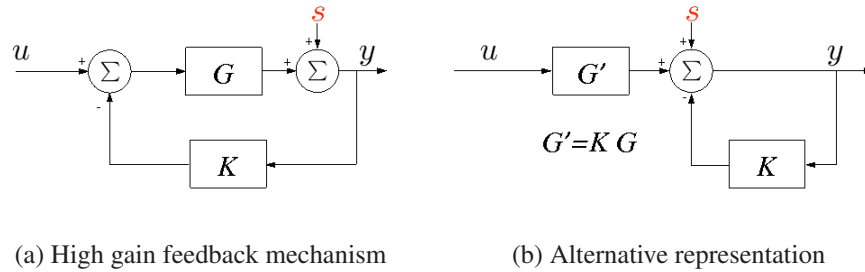 s
u
+
Σ
-
G
+
+
Σ
y
K
(a) High gain feedback mechanism
s
u
G'
+
+
Σ
-
y
G'=K G
K
(b) Alternative representation